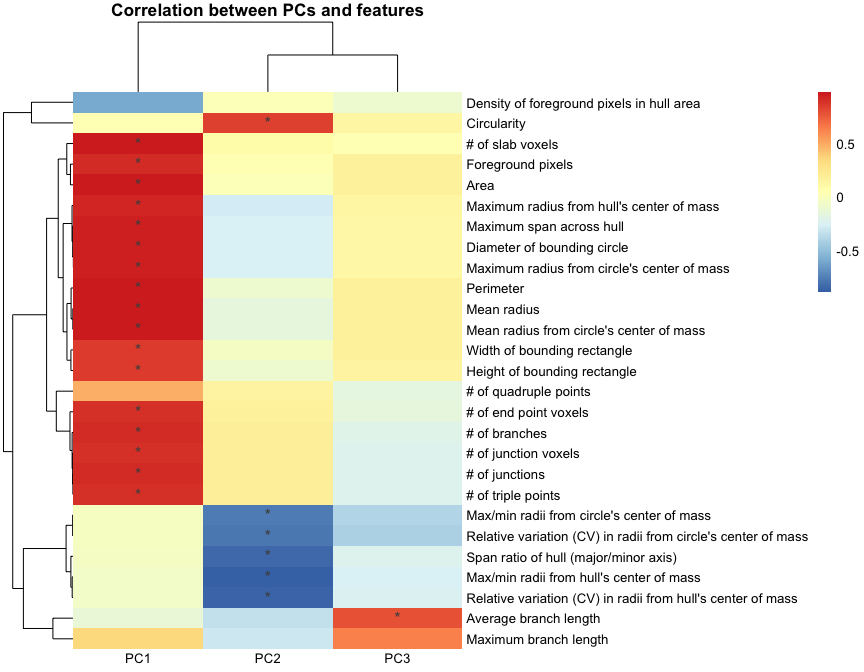 Correlation between PCs and features
Density of foreground pixels in hull area
Circularity
*
# of slab voxels
*
Foreground pixels
*
Area
*
Maximum radius from hull's center of mass
*
Maximum span across hull
*
Diameter of bounding circle
*
Maximum radius from circle's center of mass
*
Perimeter
*
Mean radius
*
Mean radius from circle's center of mass
*
Width of bounding rectangle
*
Height of bounding rectangle
*
# of quadruple points
# of end point voxels
*
# of branches
*
# of junction voxels
*
# of junctions
*
# of triple points
*
Max/min radii from circle's center of mass
*
Relative variation (CV) in radii from circle's center of mass
*
Span ratio of hull (major/minor axis)
*
Max/min radii from hull's center of mass
*
Relative variation (CV) in radii from hull's center of mass
*
Average branch length
*
Maximum branch length
PC1 PC2 PC3
0.5
0
-0.5